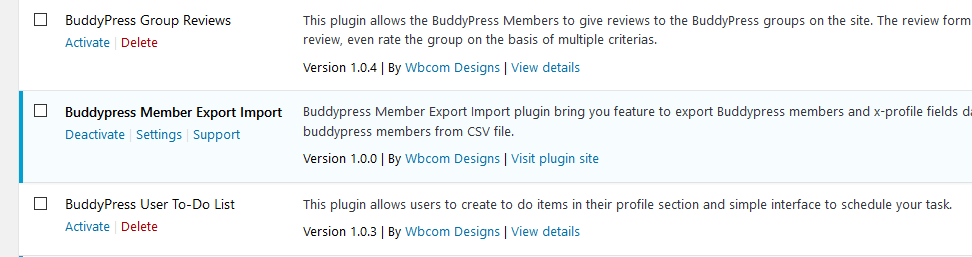 BuddyPress Group Reviews
Activate | Delete
This plugin allows the BuddyPress Members to give reviews to the BuddyPress groups on the site. The review form
review, even rate the group on the basis of multiple criterias.
Version 1.0.4 | By Wbcom Designs | View details
Buddypress Member Export Import
Deactivate | Settings | Support
Buddypress Member Export Import plugin bring you feature to export Buddypress members and x-profile fields da
buddypress members from CSV file.
Version 1.0.0 | By Wbcom Designs | Visit plugin site
BuddyPress User To-Do List
Activate | Delete
This plugin allows users to create to do items in their profile section and simple interface to schedule your task.
Version 1.0.3 | By Wbcom Designs | View details